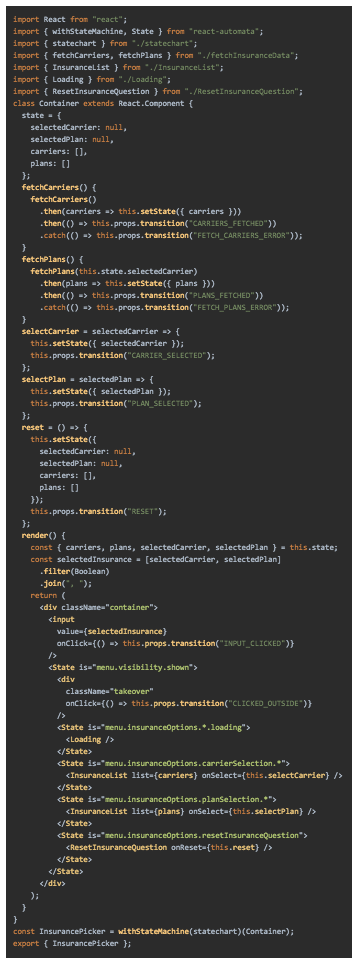 import React from "react";
import { withStateMachine, State } from "react-automata";
import { statechart } from "./statechart";
import { fetchCarriers, fetchPlans } from "./fetchInsuranceData";
import { InsuranceList } from "./InsuranceList";
import { Loading } from "./Loading";
import { ResetInsuranceQuestion } from "./ResetInsuranceQuestion";
class Container extends React.Component {
  state = {
    selectedCarrier: null,
    selectedPlan: null,
    carriers: [],
    plans: []
  };
  fetchCarriers() {
    fetchCarriers()
      .then(carriers => this.setState({ carriers }))
      .then(() => this.props.transition("CARRIERS_FETCHED"))
      .catch(() => this.props.transition("FETCH_CARRIERS_ERROR"));
  }
  fetchPlans() {
    fetchPlans(this.state.selectedCarrier)
      .then(plans => this.setState({ plans }))
      .then(() => this.props.transition("PLANS_FETCHED"))
      .catch(() => this.props.transition("FETCH_PLANS_ERROR"));
  }
  selectCarrier = selectedCarrier => {
    this.setState({ selectedCarrier });
    this.props.transition("CARRIER_SELECTED");
  };
  selectPlan = selectedPlan => {
    this.setState({ selectedPlan });
    this.props.transition("PLAN_SELECTED");
  };
  reset = () => {
    this.setState({
      selectedCarrier: null,
      selectedPlan: null,
      carriers: [],
      plans: []
    });
    this.props.transition("RESET");
  };
  render() {
    const { carriers, plans, selectedCarrier, selectedPlan } = this.state;
    const selectedInsurance = [selectedCarrier, selectedPlan]
      .filter(Boolean)
      .join(", ");
    return (
      <div className="container">
        <input
          value={selectedInsurance}
          onClick={() => this.props.transition("INPUT_CLICKED")}
        />
        <State is="menu.visibility.shown">
          <div
            className="takeover"
            onClick={() => this.props.transition("CLICKED_OUTSIDE")}
          />
          <State is="menu.insuranceOptions.*.loading">
            <Loading />
          </State>
          <State is="menu.insuranceOptions.carrierSelection.*">
            <InsuranceList list={carriers} onSelect={this.selectCarrier} />
          </State>
          <State is="menu.insuranceOptions.planSelection.*">
            <InsuranceList list={plans} onSelect={this.selectPlan} />
          </State>
          <State is="menu.insuranceOptions.resetInsuranceQuestion">
            <ResetInsuranceQuestion onReset={this.reset} />
          </State>
        </State>
      </div>
    );
  }
}
const InsurancePicker = withStateMachine(statechart)(Container);
export { InsurancePicker };